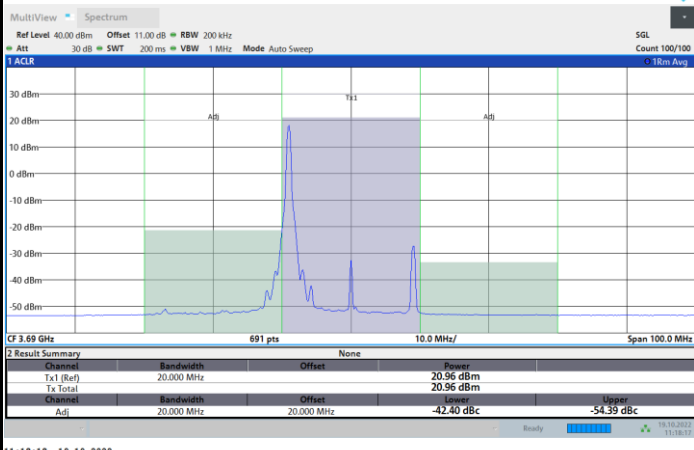 MultiView Spectrum
Ref Level 40.00 dBm Offset 11.00 dB RBW 200 kHz SGL
Att 30 dB SWT 200 ms VBW 1 MHz Mode Auto Sweep Count 100/100
1 ACLR 1Rm Avg
30 dBm
Tx1
20 dBm
Adj Adj
10 dBm
0 dBm
-10 dBm
-20 dBm
-30 dBm
-40 dBm
-50 dBm
CF 3.69 GHz 691 pts 10.0 MHz/ Span 100.0 MHz
2 Result Summary None
Channel Bandwidth Offset Power
Tx1 (Ref) 20.000 MHz 20.96 dBm
Tx Total 20.96 dBm
Channel Bandwidth Offset Lower Upper
Adj 20.000 MHz 20.000 MHz -42.40 dBc -54.39 dBc
Ready 19.10.2022
11:18:17